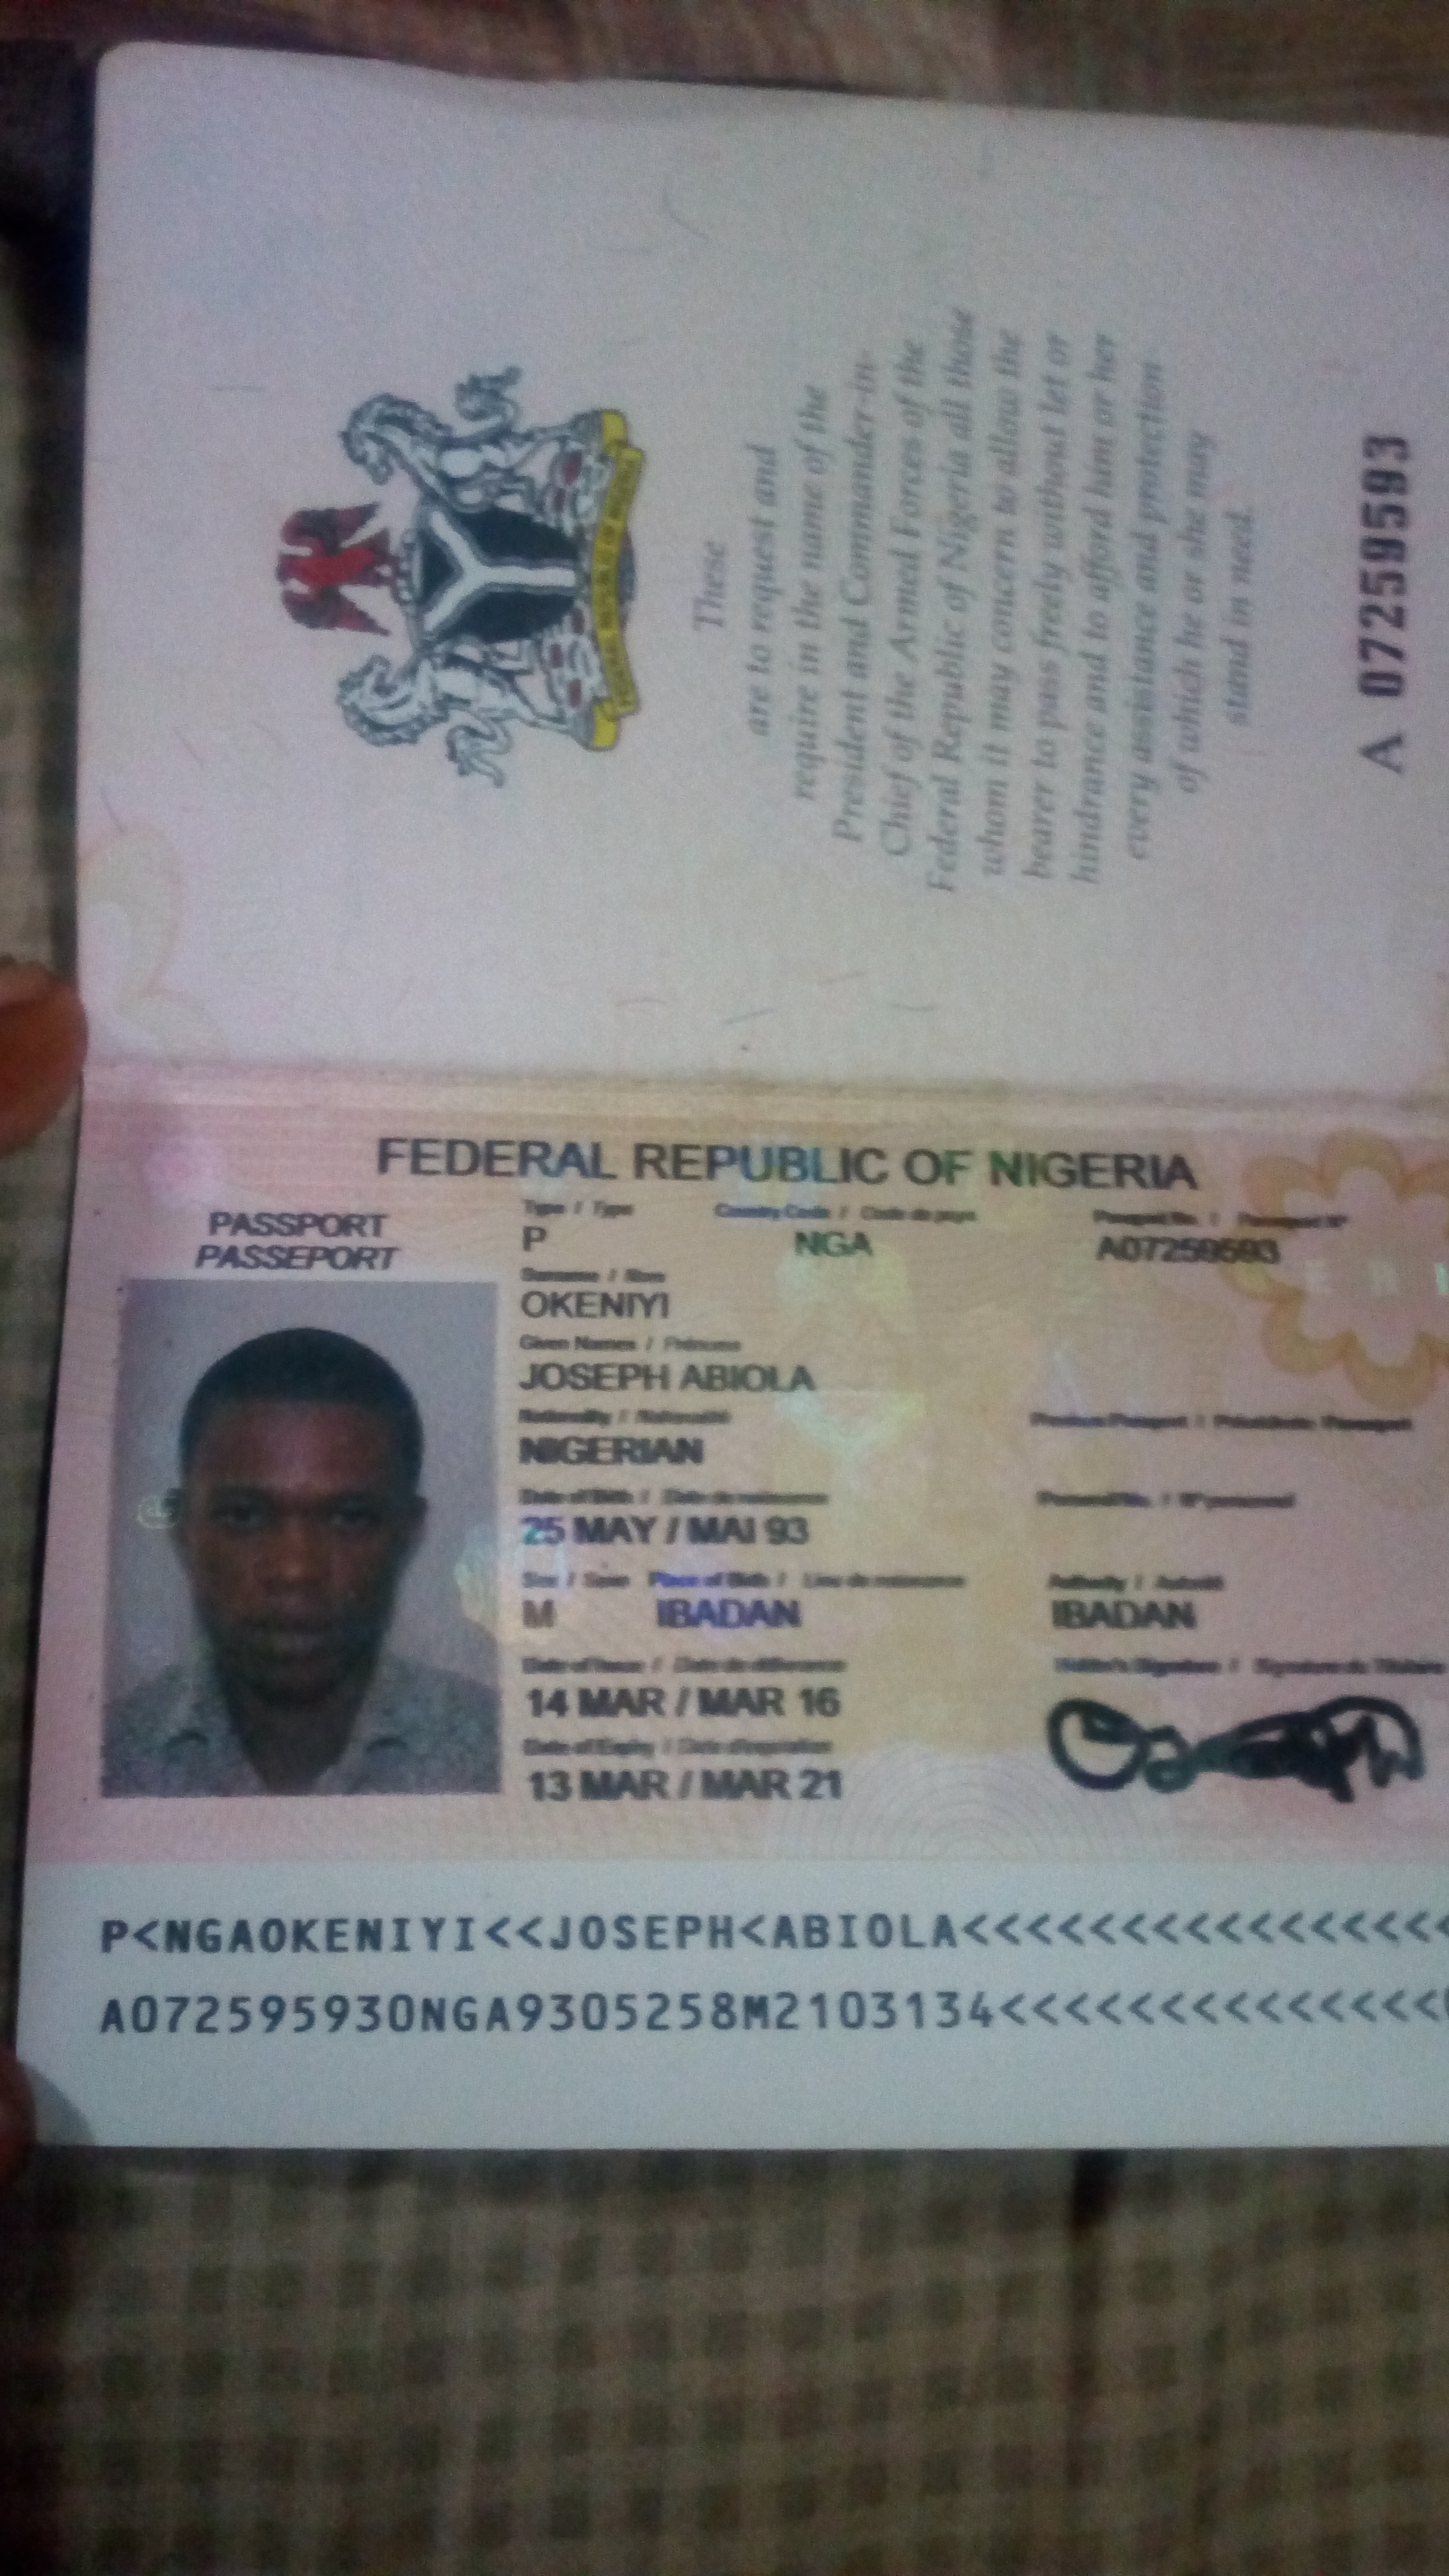 FEDERAL REPUBLIC OF NIGERIA
These
are to request and
require in the name of the
President and Commander-in-
Chief of the Armed Forces of the
Federal Republic of Nigeria all those
whom it may concern to allow the
bearer to pass freely without let or
hindrance and to afford him or her
every assistance and protection
of which he or she may
stand in need.
A 07259593
FEDERAL REPUBLIC OF NIGERIA
PASSPORT
PASSEPORT
Type / Type
Country Code / Code du pays
Passport No. / Passeport N°
P
NGA
A07259593
Surname / Nom
OKENIYI
Given Names / Prénoms
JOSEPH ABIOLA
Nationality / Nationalité
Previous Passport / Précédente Passeport
NIGERIAN
Date of Birth / Date de naissance
Personal No. / N° personnel
25 MAY / MAI 93
Sex / Sexe
Place of Birth / Lieu de naissance
Authority / Autorité
M
IBADAN
IBADAN
Date of Issue / Date de délivrance
Holder's Signature / Signature du Titulaire
14 MAR / MAR 16
Date of Expiry / Date d'expiration
13 MAR / MAR 21
P<NGAOKENIYI<<JOSEPH<ABIOLA<<<<<<<<<<<<<<<<<
A072595930NGA9305258M2103134<<<<<<<<<<<<<<